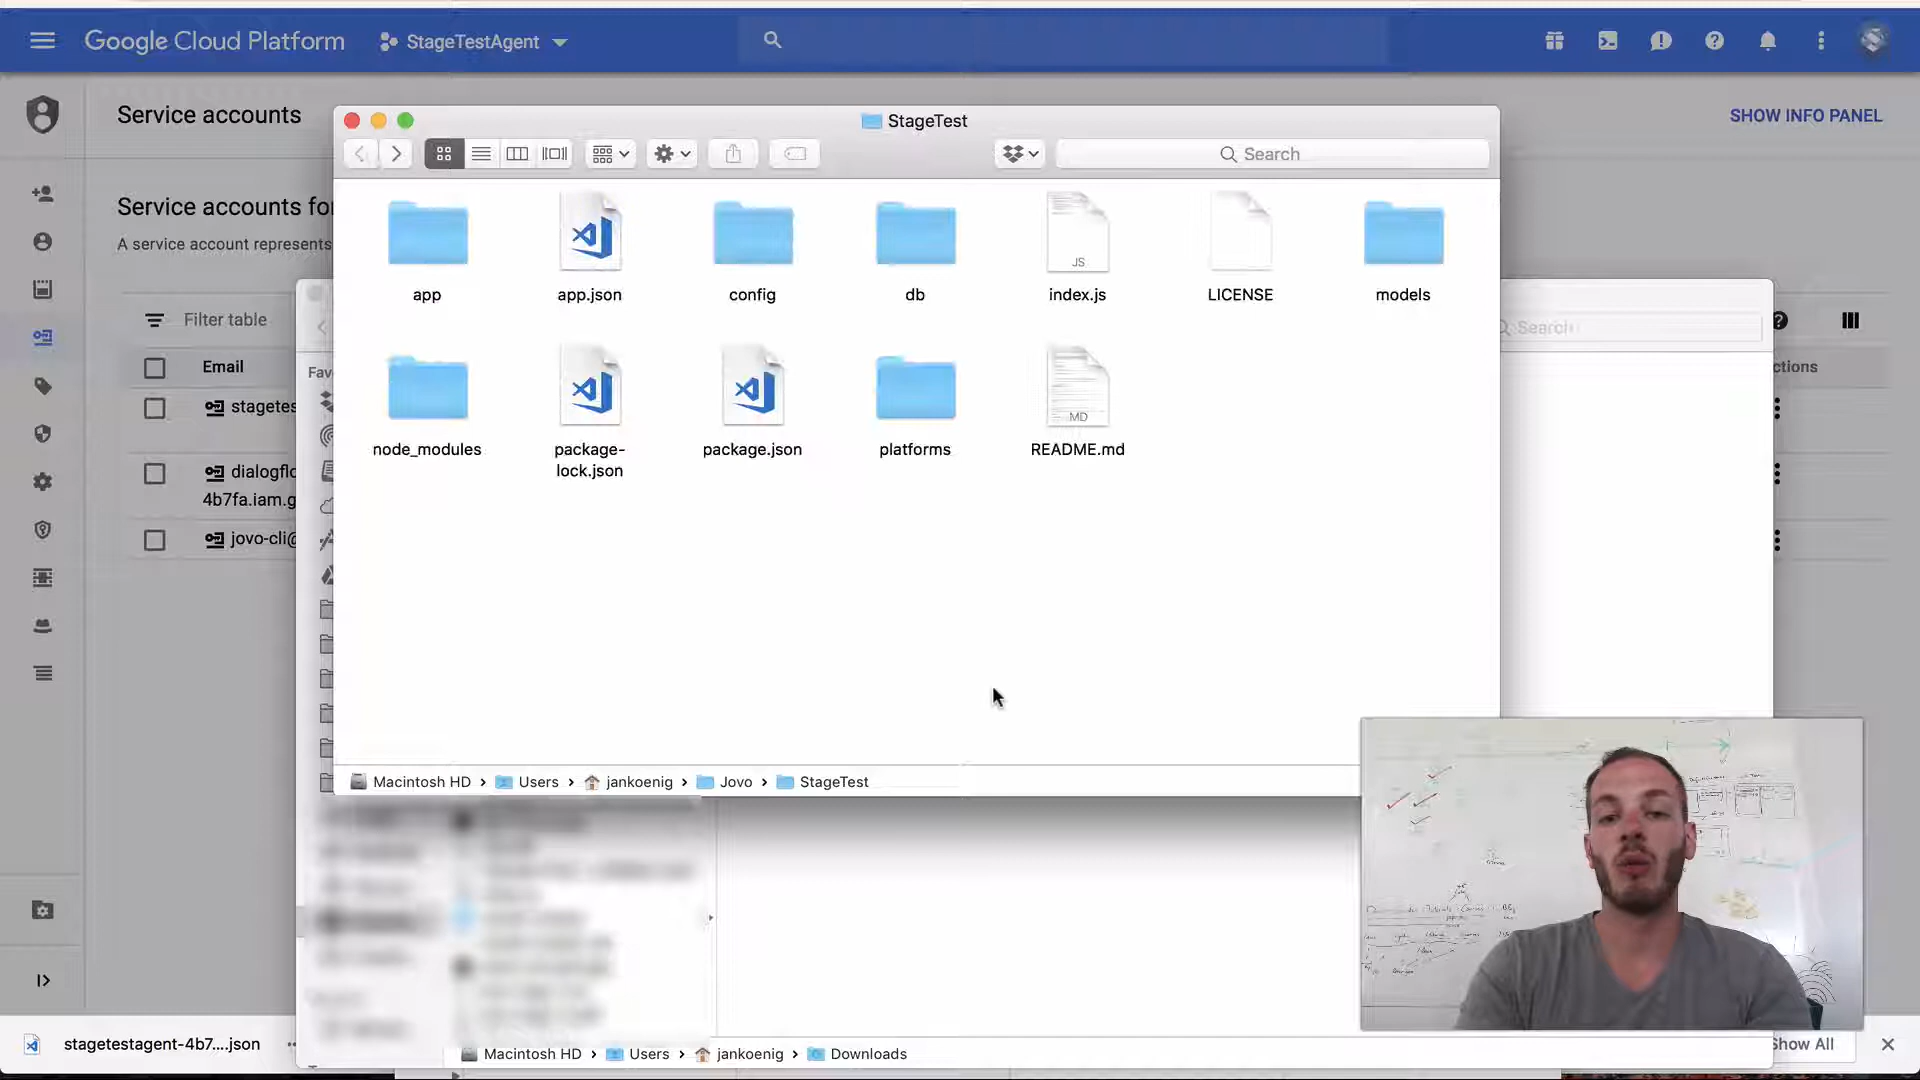 Google Cloud Platform
StageTestAgent
Service accounts
SHOW INFO PANEL
StageTest
Search
Service accounts for
A service account represents
app
app.json
config
db
JS
index.js
LICENSE
models
Filter table
Search
Email
Fav
ctions
stagetes
dialogflo
4b7fa.iam.g
jovo-cli@
node_modules
package-
lock.json
package.json
platforms
MD
README.md
Macintosh HD
Users
jankoenig
Jovo
StageTest
stagetestagent-4b7....json
Macintosh HD
Users
jankoenig
Downloads
Show All